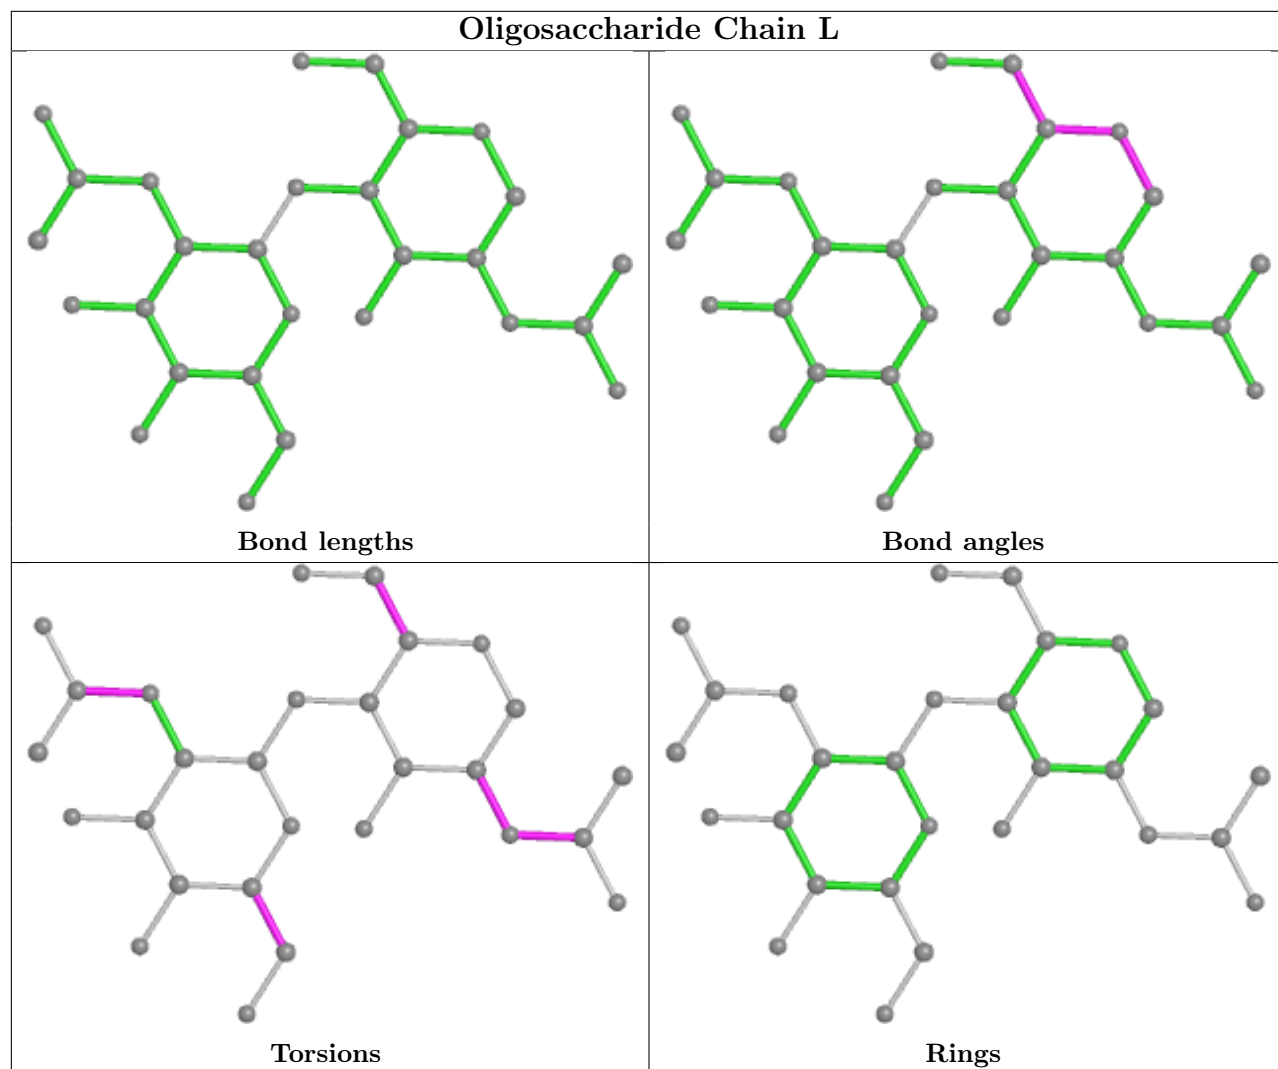 Oligosaccharide Chain L
Bond lengths
Bond angles
Torsions
Rings